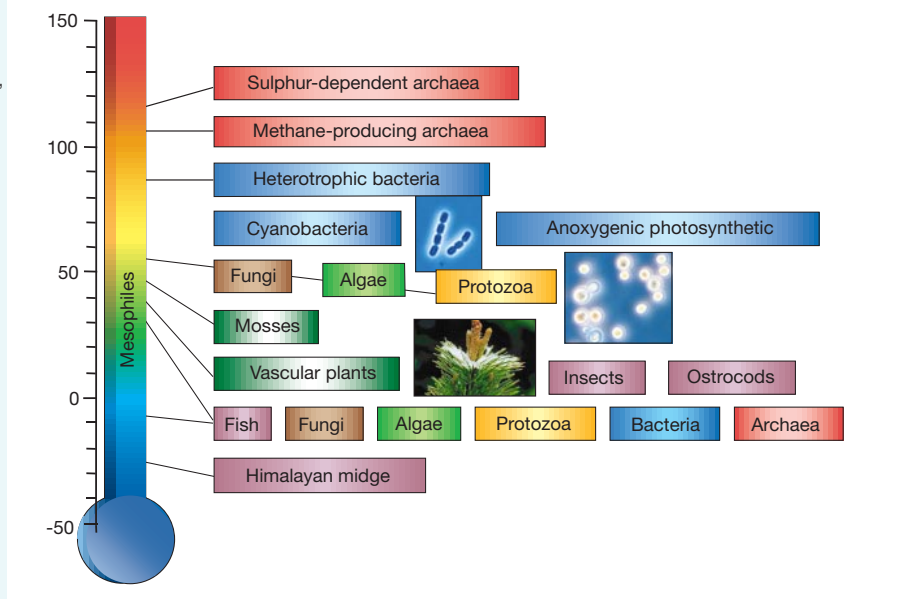 150
Sulphur-dependent archaea
Methane-producing archaea
100
Heterotrophic bacteria
Cyanobacteria
Anoxygenic photosynthetic
50
Fungi
Algae
Protozoa
Mesophiles
Mosses
Vascular plants
Insects
Ostrocods
0
Fish
Fungi
Algae
Protozoa
Bacteria
Archaea
Himalayan midge
-50